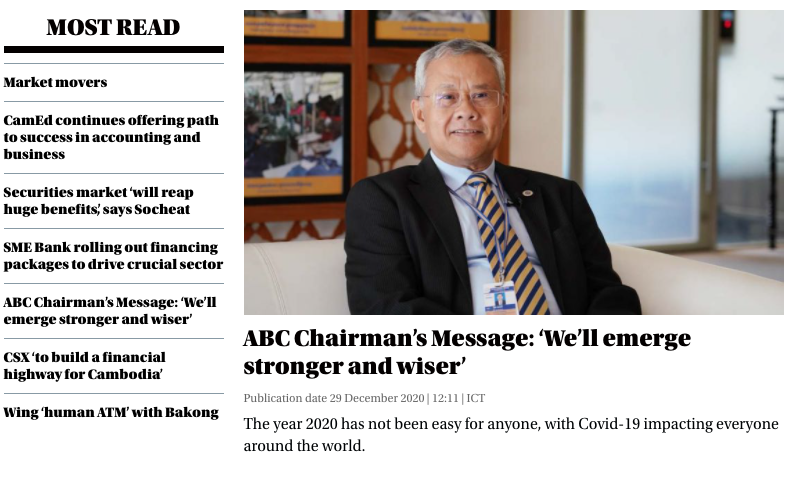 MOST READ
Market movers
CamEd continues offering path
to success in accounting and
business
Securities market ‘will reap
huge benefits,’ says Socheat
SME Bank rolling out financing
packages to drive crucial sector
ABC Chairman’s Message: ‘We’ll
emerge stronger and wiser’
CSX ‘to build a financial
highway for Cambodia’
Wing ‘human ATM’ with Bakong
ABC Chairman’s Message: ‘We’ll emerge
stronger and wiser’
Publication date 29 December 2020 | 12:11 | ICT
The year 2020 has not been easy for anyone, with Covid-19 impacting everyone
around the world.